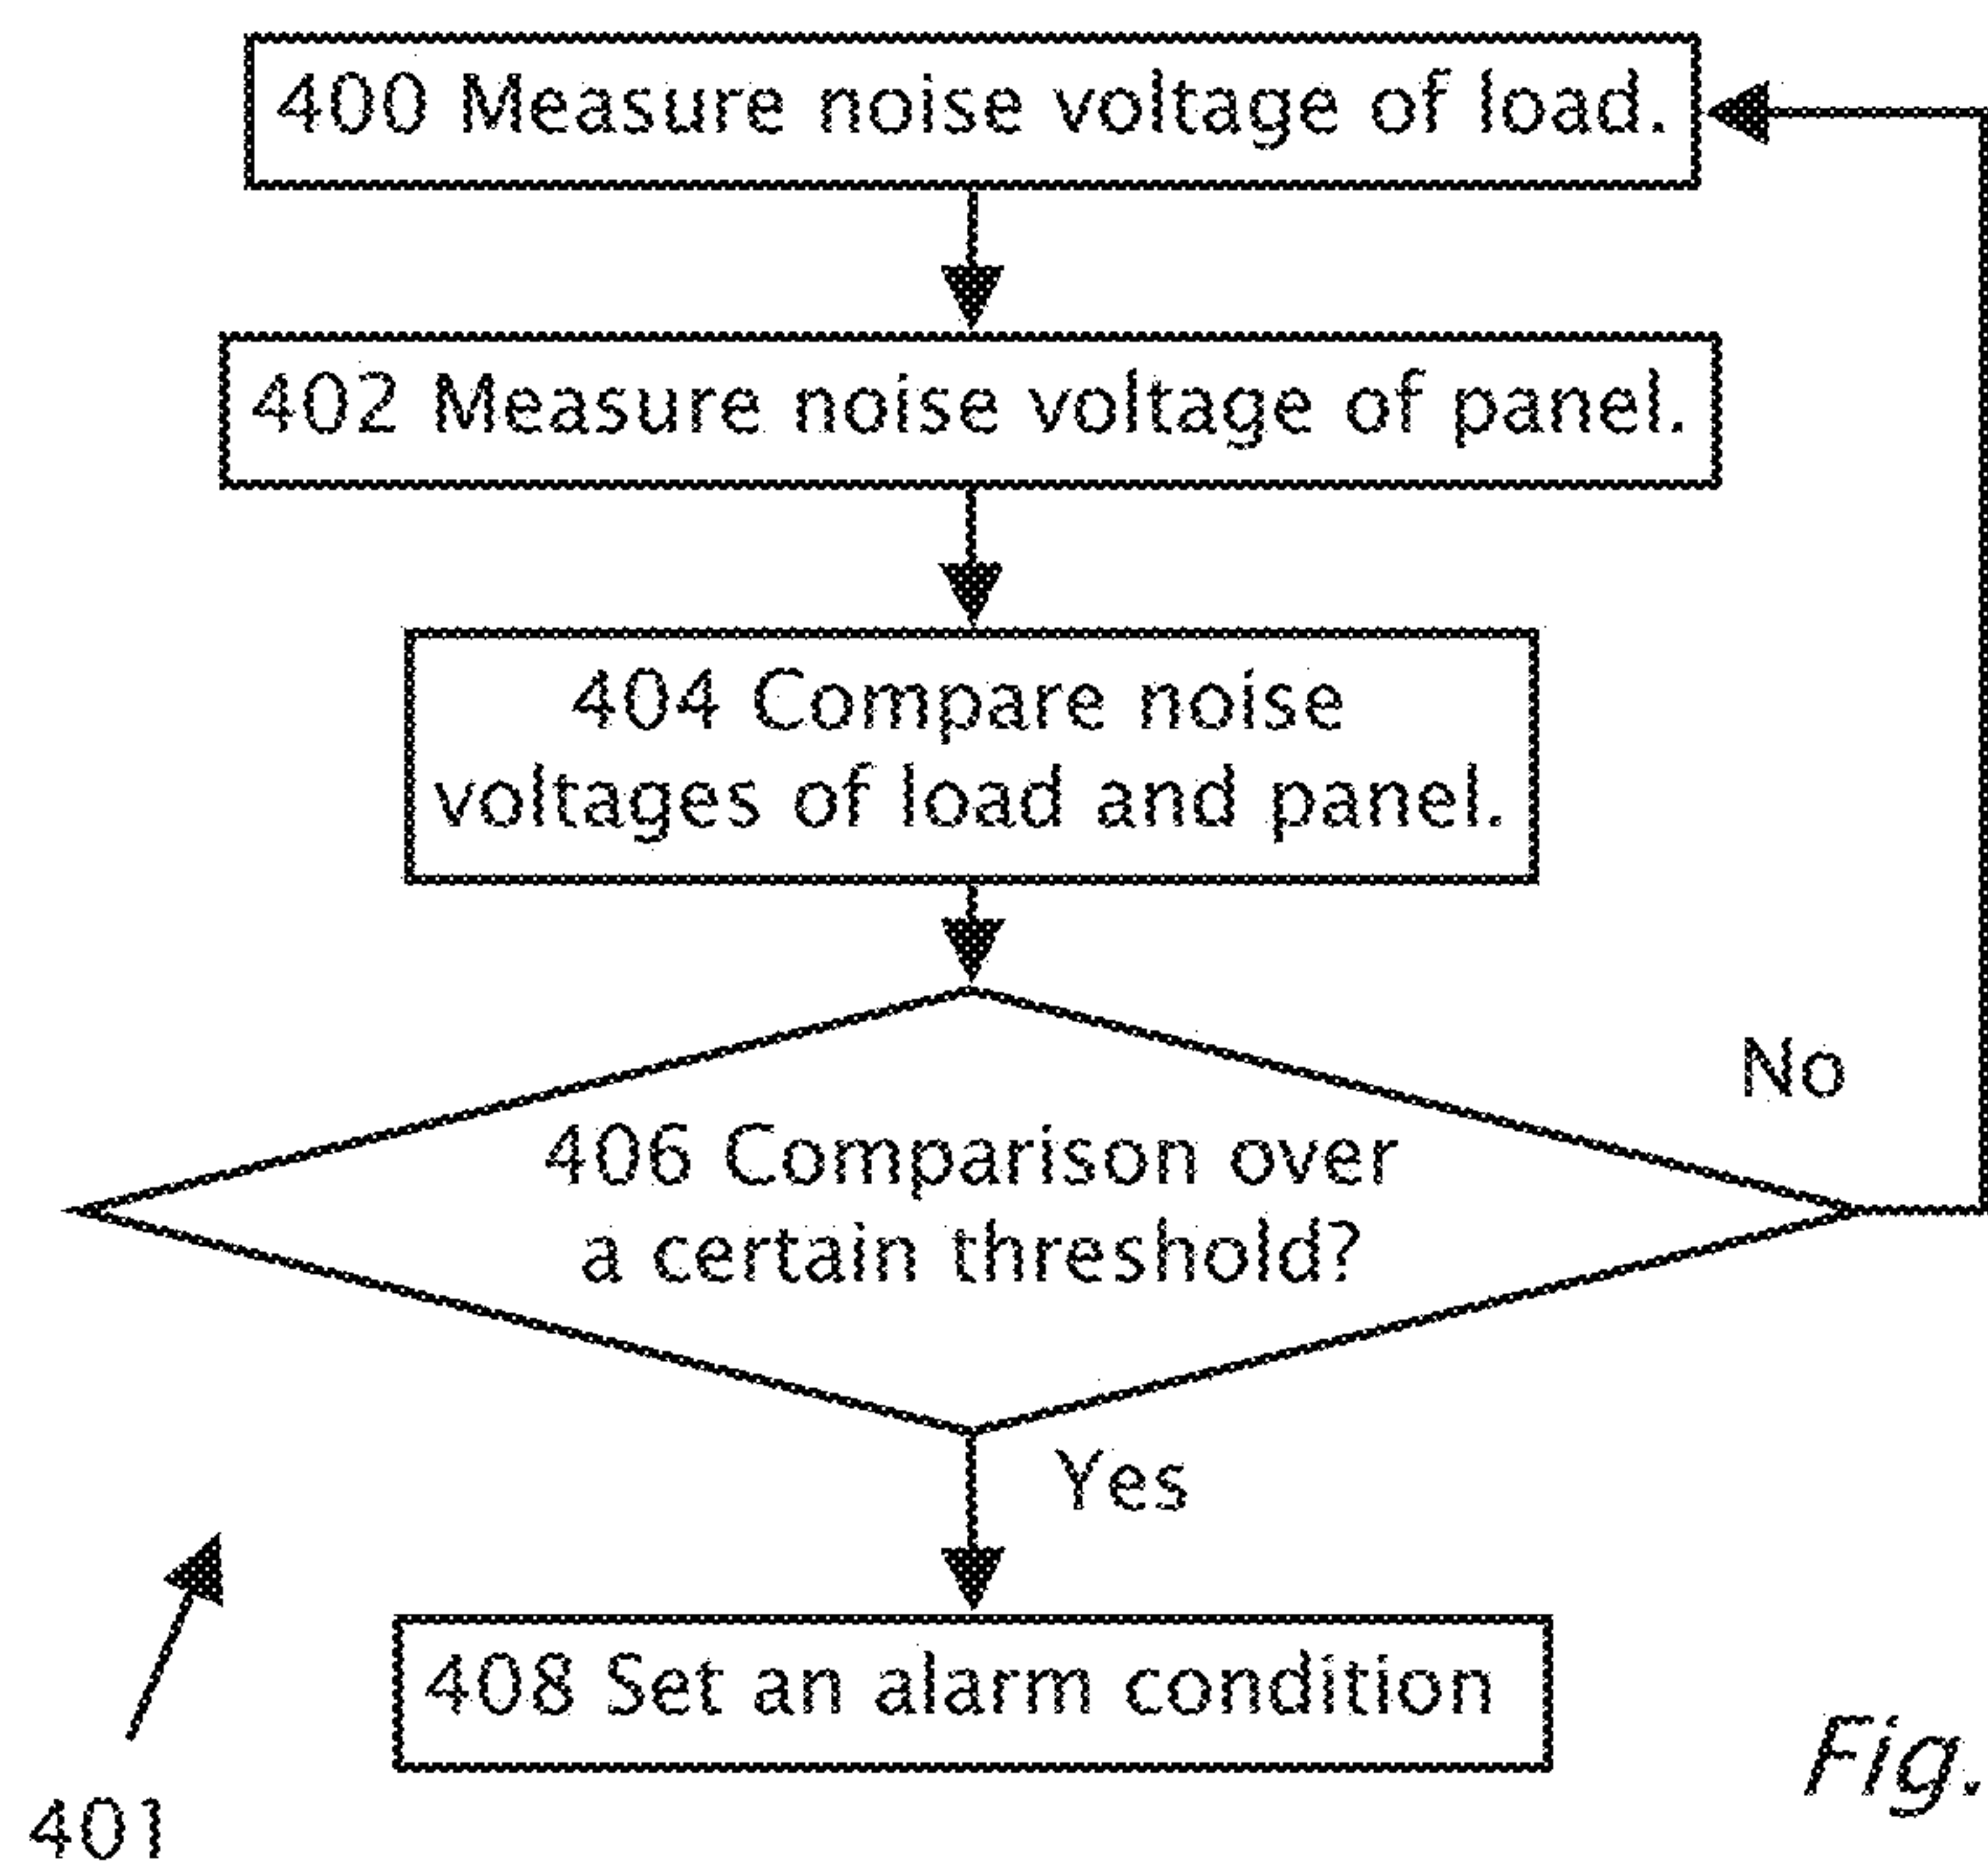 400 Measure noise voltage of load.
402 Measure noise voltage of panel.
404 Compare noise
voltages of load and panel.
No
406 Comparison over
a certain threshold?
Yes
408 Set an alarm condition
Fig.
401